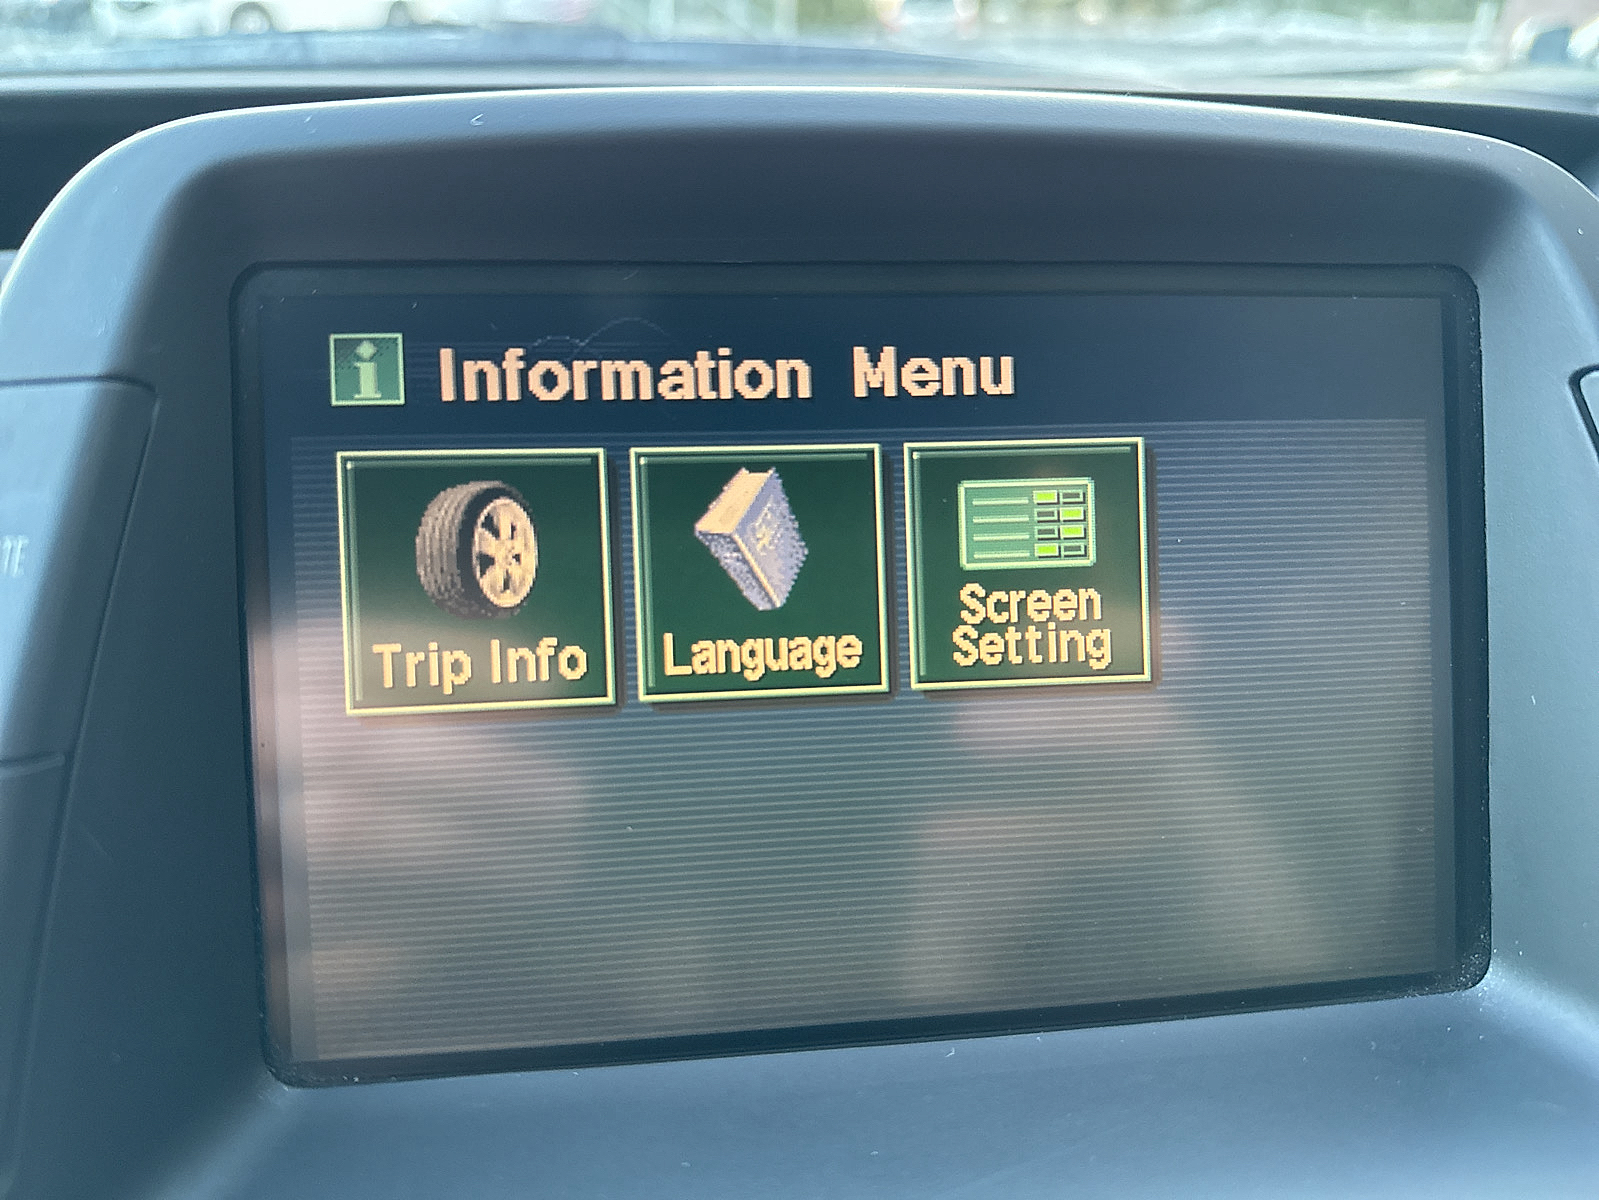 i Information Menu
Trip Info
Language
Screen
Setting